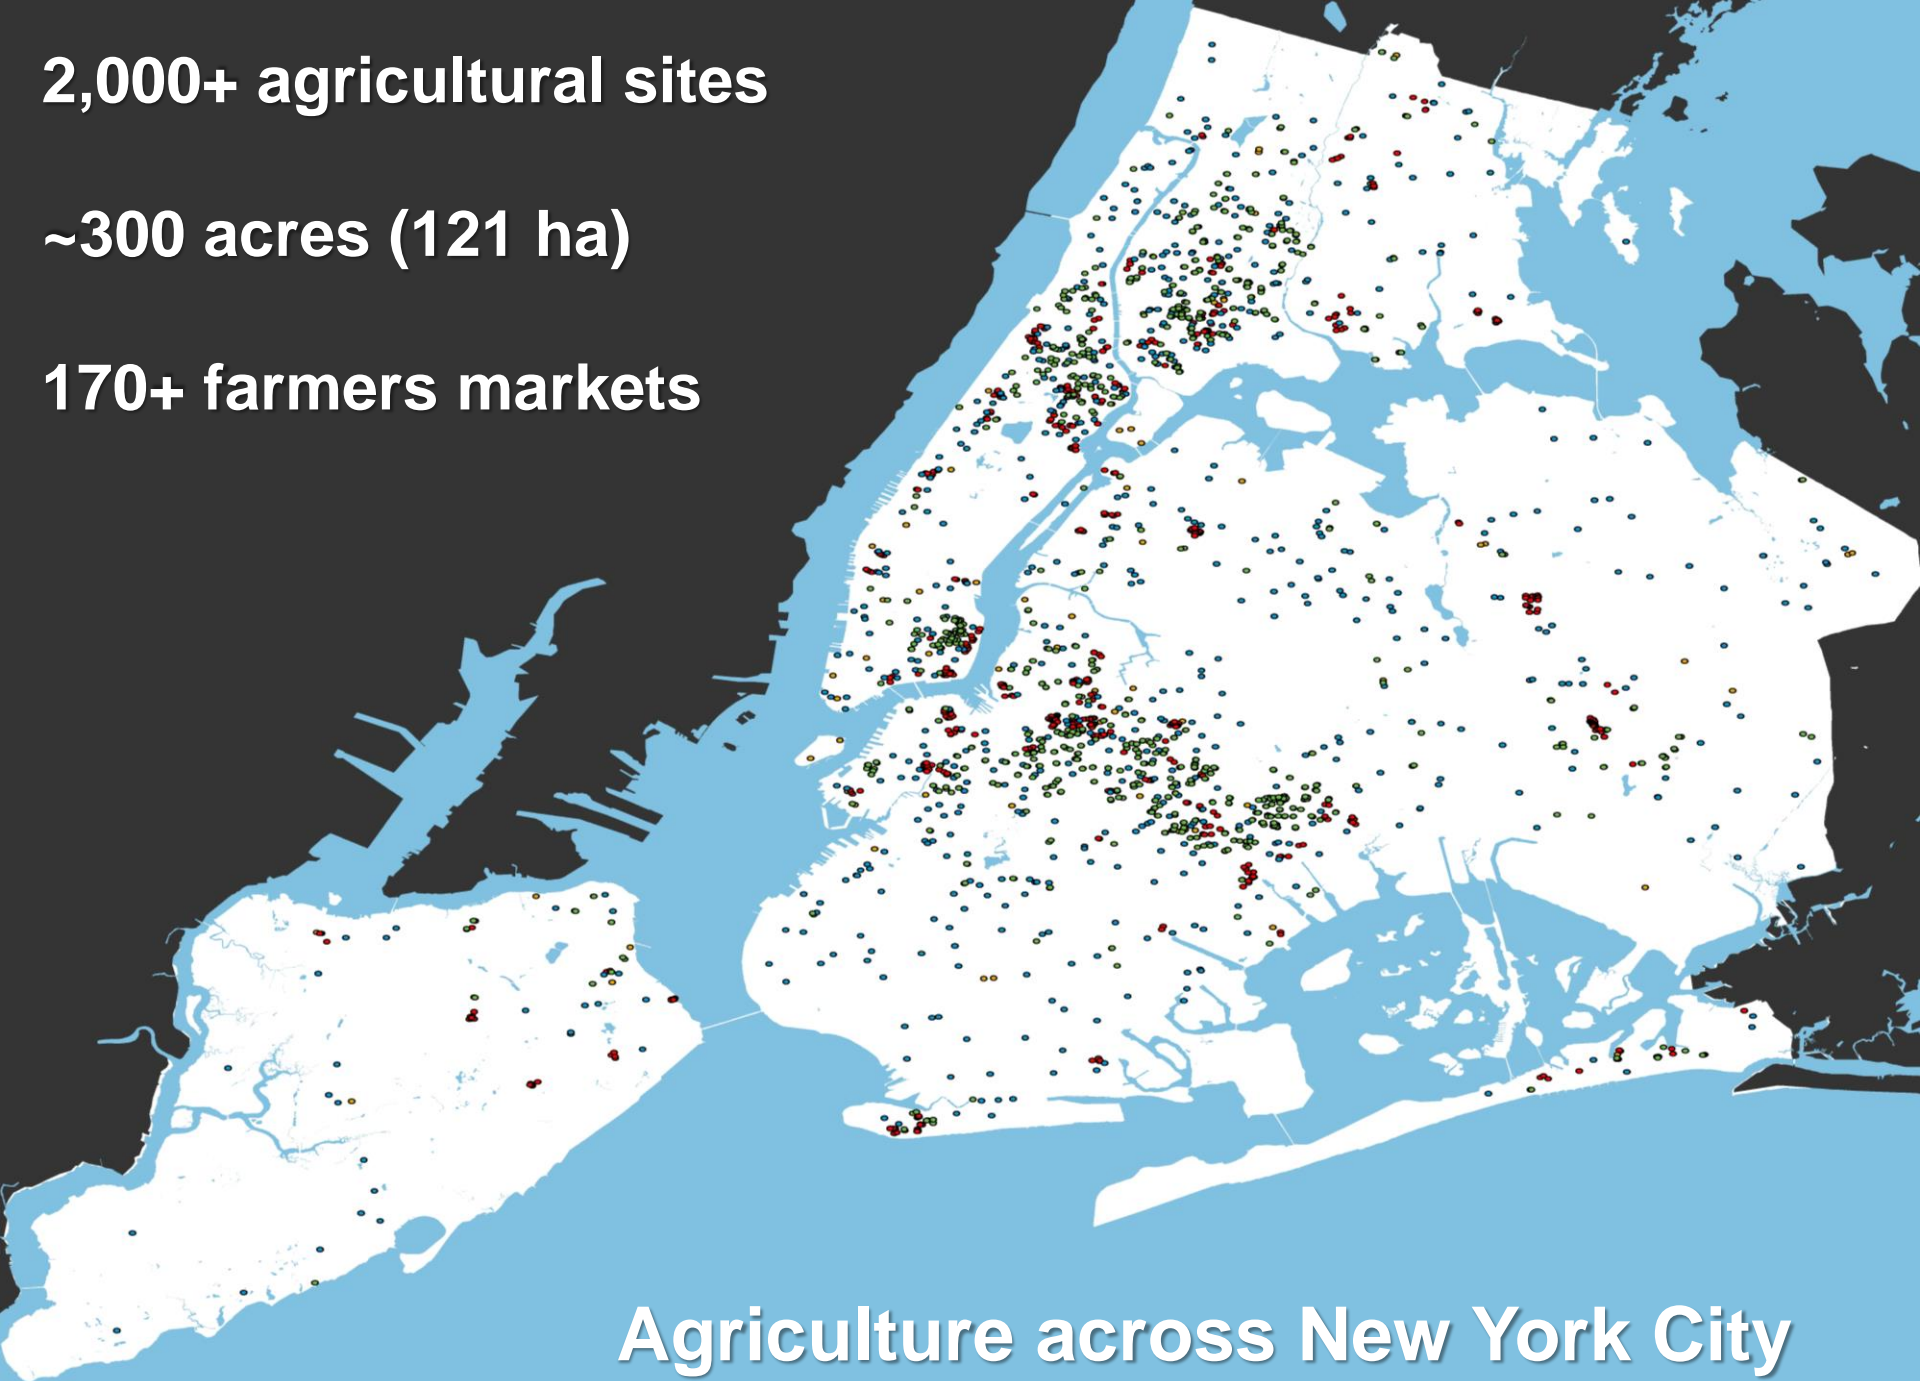 2,000+ agricultural sites
~300 acres (121 ha)
170+ farmers markets
Agriculture across New York City